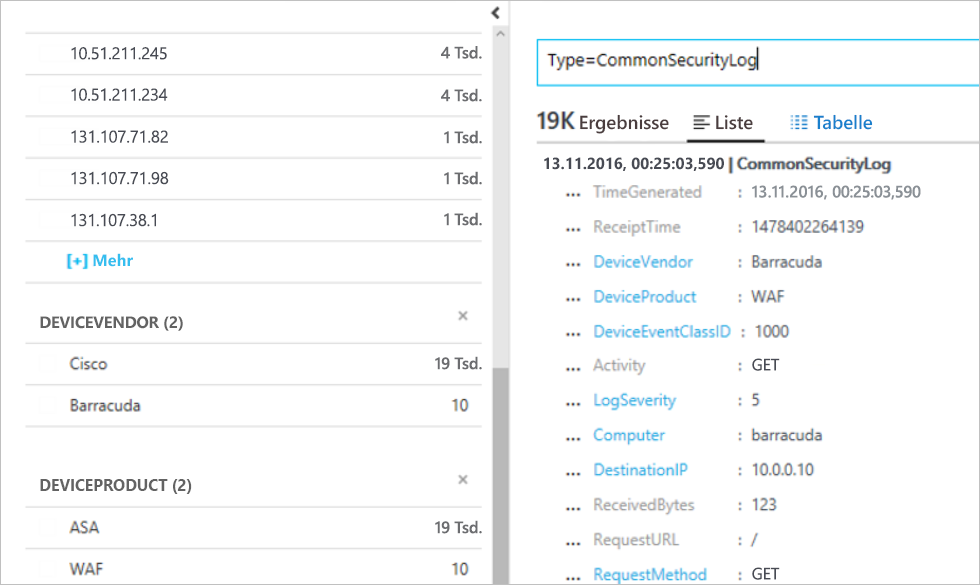 10.51.211.245 4 Tsd.
10.51.211.234 4 Tsd.
131.107.71.82 1 Tsd.
131.107.71.98 1 Tsd.
131.107.38.1 1 Tsd.
[+] Mehr
DEVICEVENDOR (2) ×
Cisco 19 Tsd.
Barracuda 10
DEVICEPRODUCT (2) ×
ASA 19 Tsd.
WAF 10
Type=CommonSecurityLog
19K Ergebnisse Liste Tabelle
13.11.2016, 00:25:03,590 | CommonSecurityLog
... TimeGenerated : 13.11.2016, 00:25:03,590
... ReceiptTime : 1478402264139
... DeviceVendor : Barracuda
... DeviceProduct : WAF
... DeviceEventClassID : 1000
... Activity : GET
... LogSeverity : 5
... Computer : barracuda
... DestinationIP : 10.0.0.10
... ReceivedBytes : 123
... RequestURL : /
... RequestMethod : GET